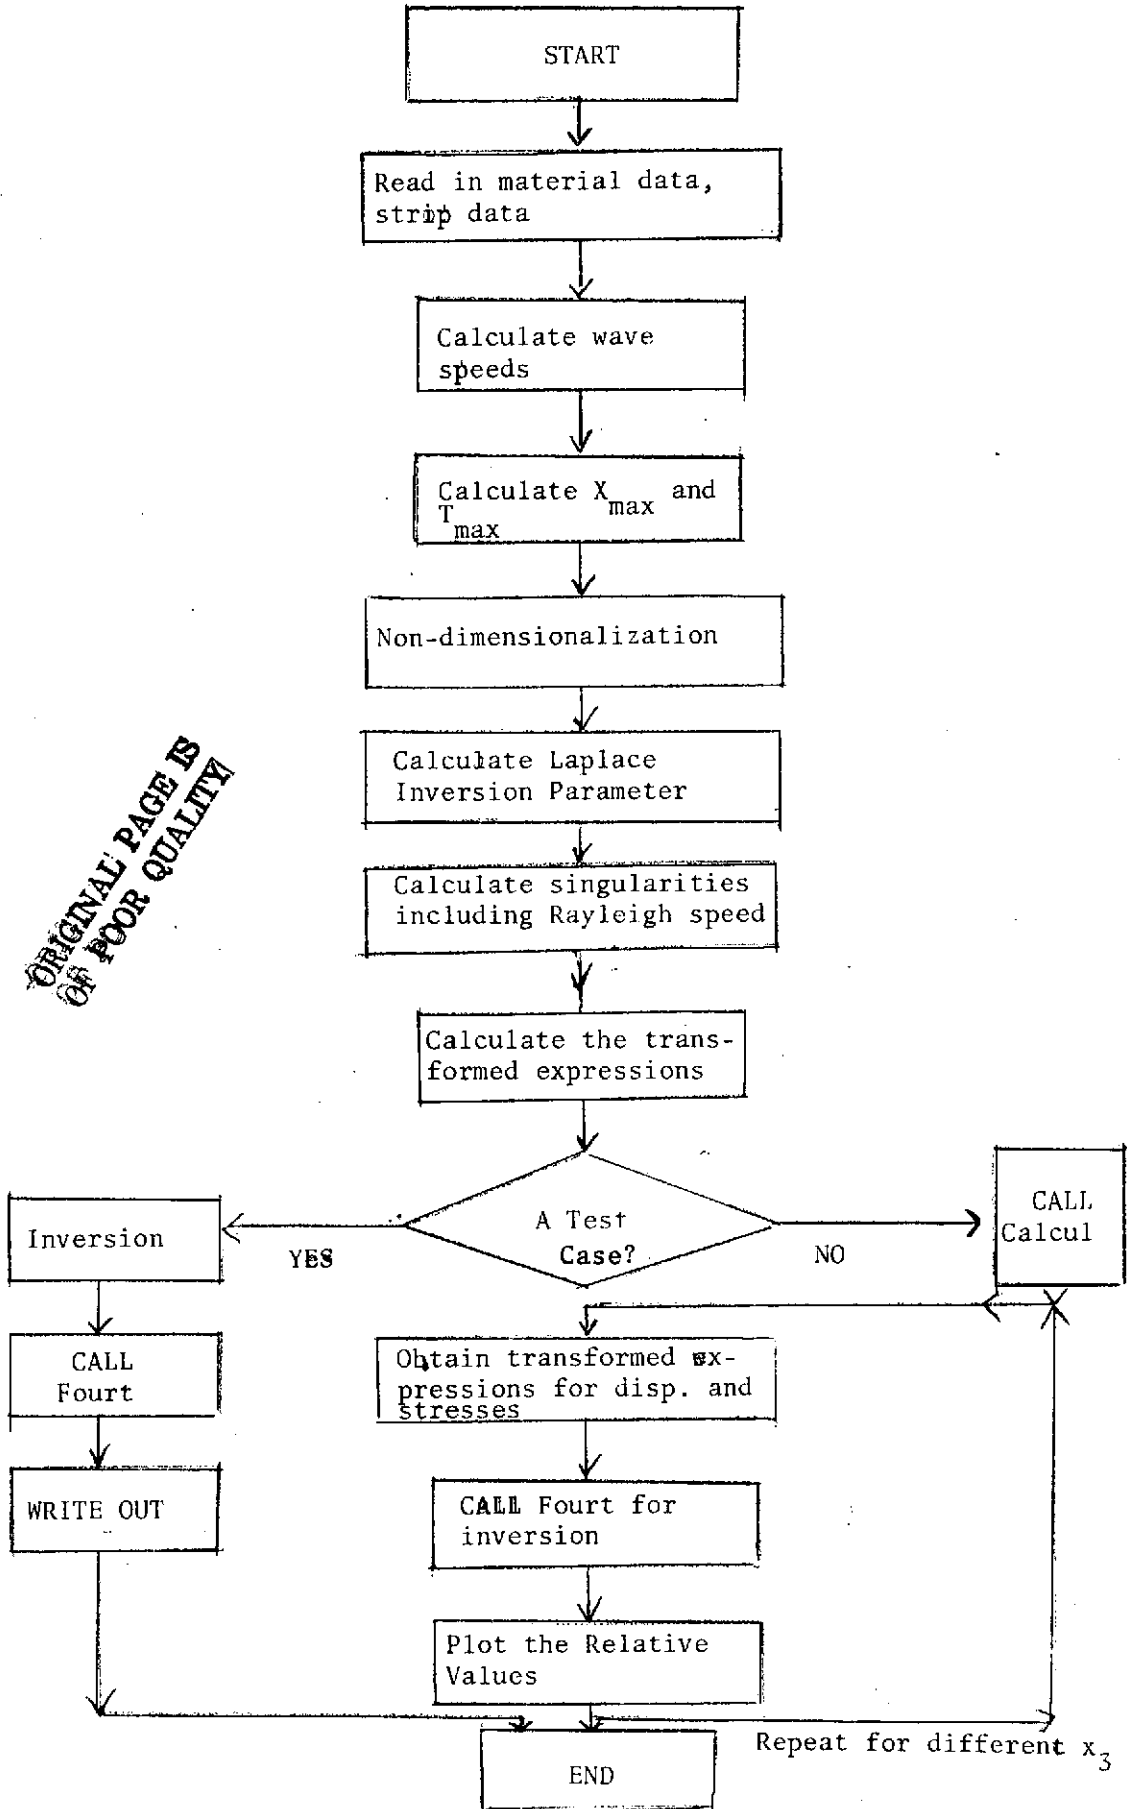 START
Read in material data,
strip data
Calculate wave
speeds
Calculate X_max and
T_max
Non-dimensionalization
Calculate Laplace
Inversion Parameter
Calculate singularities
including Rayleigh speed
Calculate the trans-
formed expressions
ORIGINAL PAGE IS
OF POOR QUALITY
A Test
Case?
YES
NO
Inversion
CALL
Fourt
WRITE OUT
CALL
Calcul
Obtain transformed ex-
pressions for disp. and
stresses
CALL Fourt for
inversion
Plot the Relative
Values
Repeat for different x_3
END